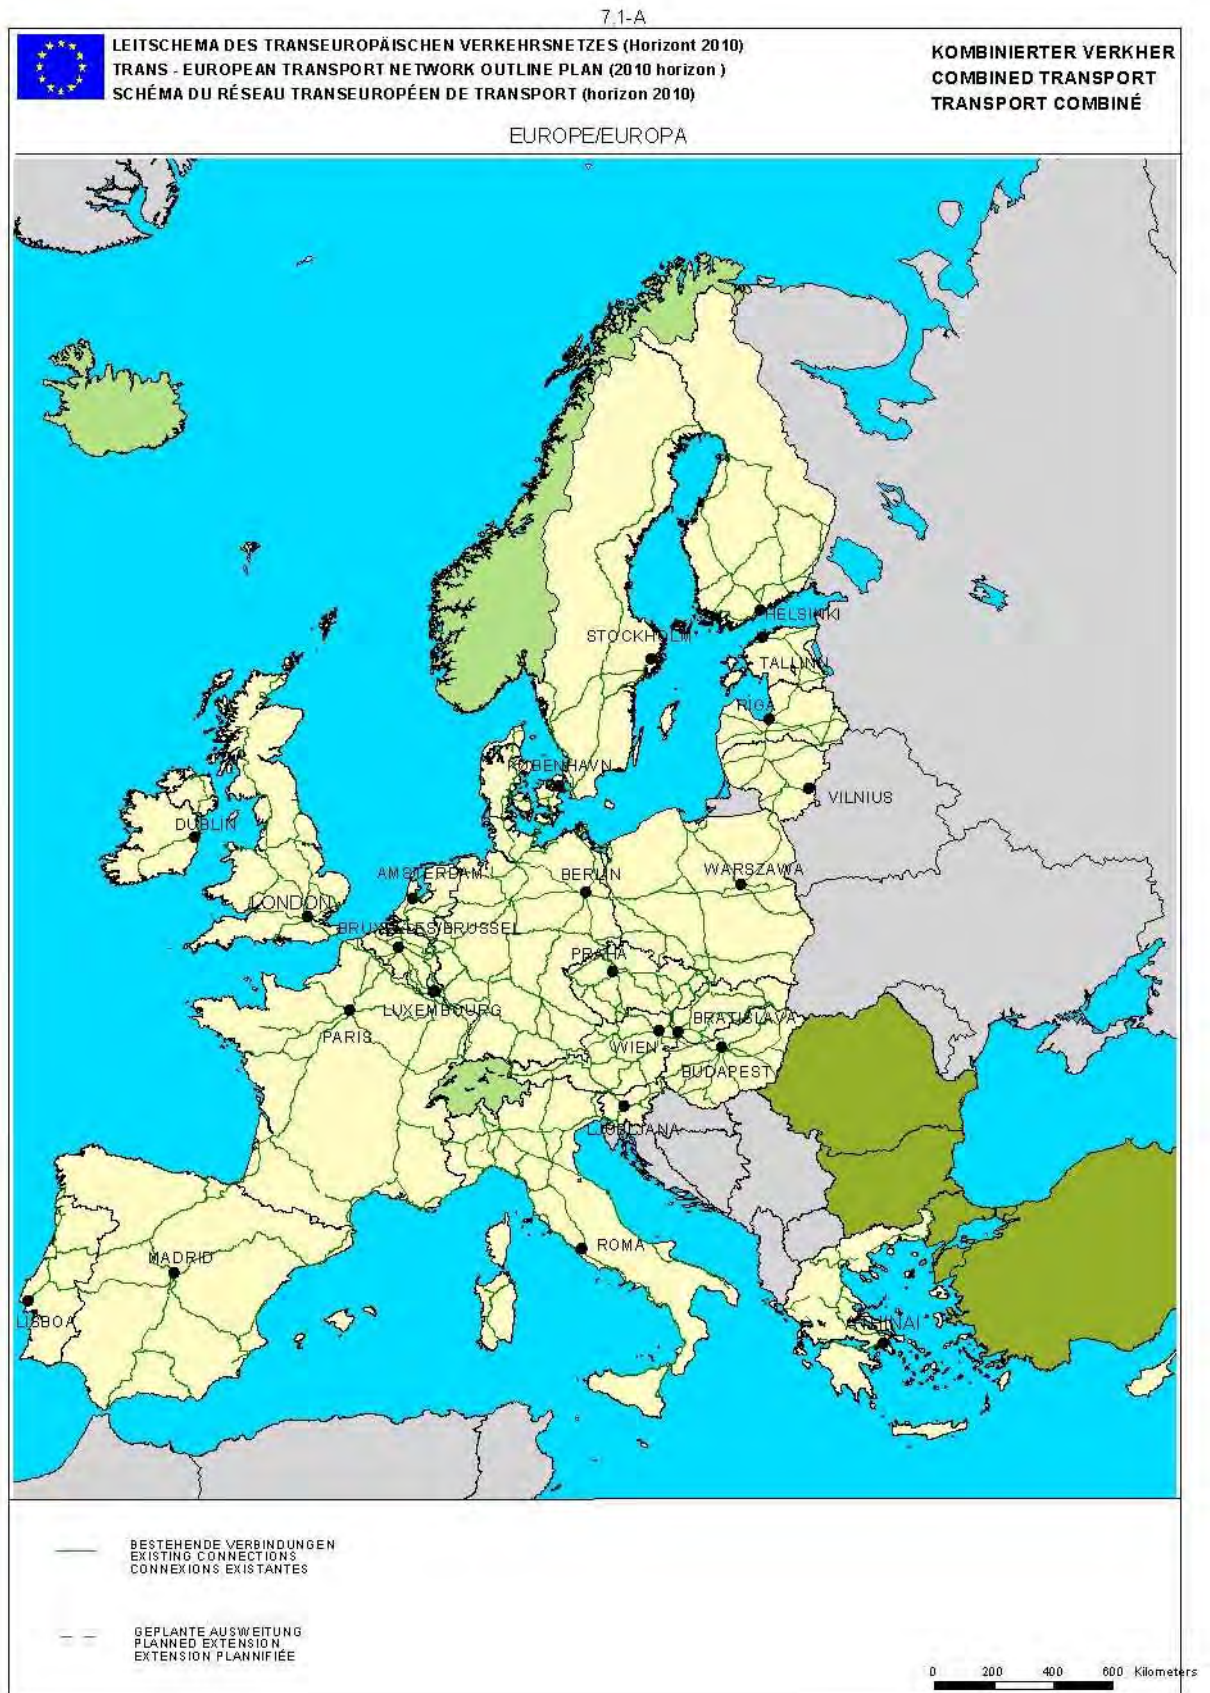 7.1-A
LEITSCHEMA DES TRANSEUROPÄISCHEN VERKEHRSNETZES (Horizont 2010)
TRANS - EUROPEAN TRANSPORT NETWORK OUTLINE PLAN (2010 horizon )
SCHÉMA DU RÉSEAU TRANSEUROPÉEN DE TRANSPORT (horizon 2010)
KOMBINIERTER VERKHER
COMBINED TRANSPORT
TRANSPORT COMBINÉ
EUROPE/EUROPA
HELSINKI
STOCKHOLM
TALLINN
RIGA
KOBENHAVN
VILNIUS
DUBLIN
AMSTERDAM
BERLIN
WARSZAWA
LONDON
BRUXELLES/BRUSSEL
PRAHA
LUXEMBOURG
BRATISLAVA
PARIS
WIEN
BUDAPEST
LJUBLJANA
ROMA
MADRID
LISBOA
ATHINAI
BESTEHENDE VERBINDUNGEN
EXISTING CONNECTIONS
CONNEXIONS EXISTANTES
GEPLANTE AUSWEITUNG
PLANNED EXTENSION
EXTENSION PLANNIFIÉE
0 200 400 600 Kilometers